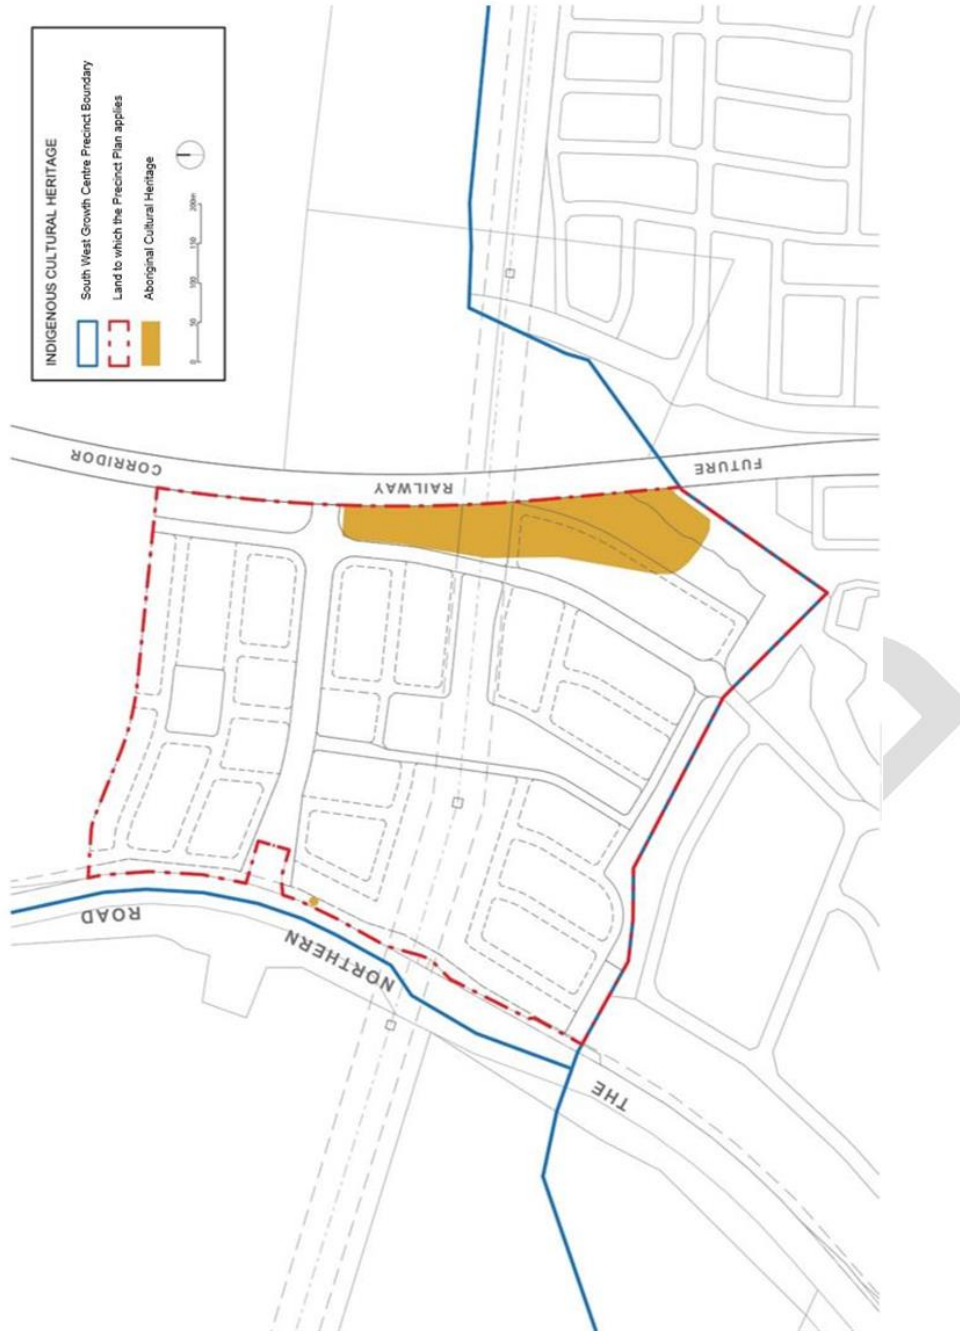 INDIGENOUS CULTURAL HERITAGE
South West Growth Centre Precinct Boundary
Land to which the Precinct Plan applies
Aboriginal Cultural Heritage
0 50 100 150 200m
FUTURE RAILWAY CORRIDOR
THE NORTHERN ROAD